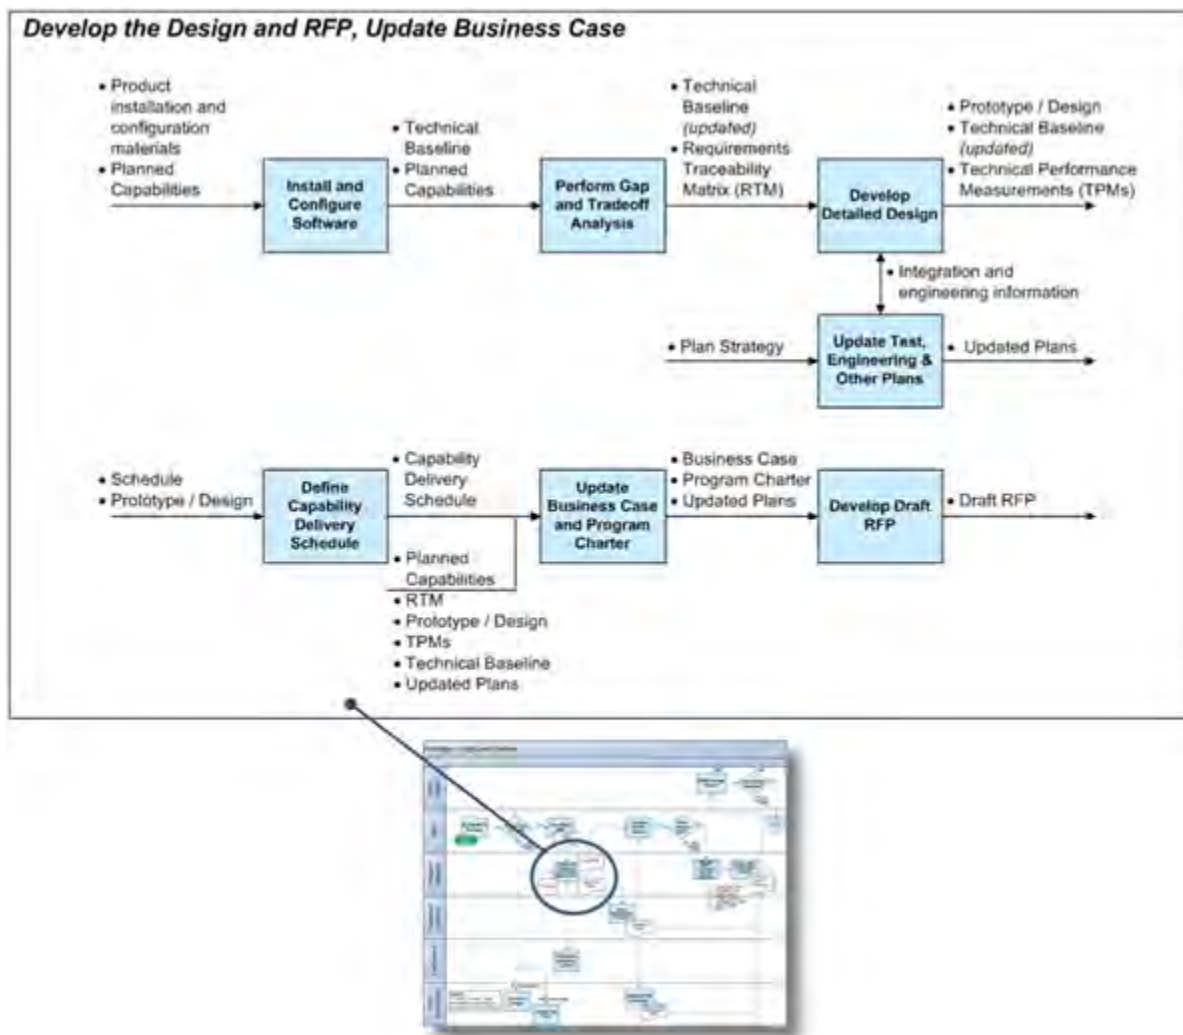 Develop the Design and RFP, Update Business Case
• Product
installation and
configuration
materials
• Planned
Capabilities
Install and
Configure
Software
• Technical
Baseline
• Planned
Capabilities
Perform Gap
and Tradeoff
Analysis
• Technical
Baseline
(updated)
• Requirements
Traceability
Matrix (RTM)
Develop
Detailed Design
• Prototype / Design
• Technical Baseline
(updated)
• Technical Performance
Measurements (TPMs)
• Integration and
engineering information
• Plan Strategy
Update Test,
Engineering &
Other Plans
• Updated Plans
• Schedule
• Prototype / Design
Define
Capability
Delivery
Schedule
• Capability
Delivery
Schedule
• Planned
Capabilities
• RTM
• Prototype / Design
• TPMs
• Technical Baseline
• Updated Plans
Update
Business Case
and Program
Charter
• Business Case
• Program Charter
• Updated Plans
Develop Draft
RFP
• Draft RFP